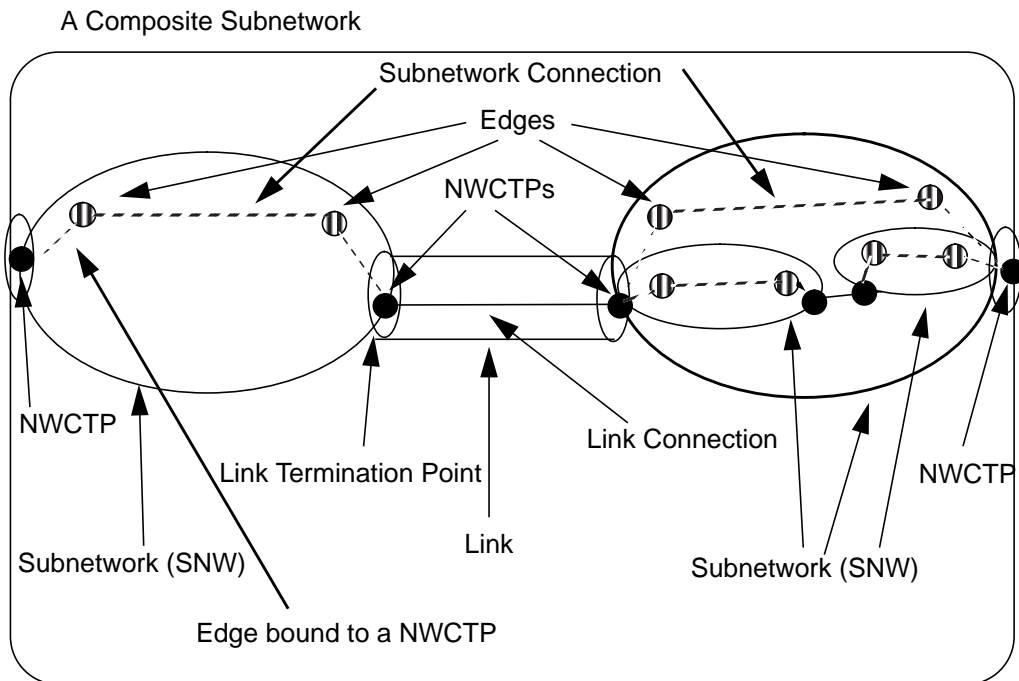 A Composite Subnetwork
Subnetwork Connection
Edges
NWCTPs
NWCTP
Link Connection
Link Termination Point
NWCTP
Link
Subnetwork (SNW)
Subnetwork (SNW)
Edge bound to a NWCTP